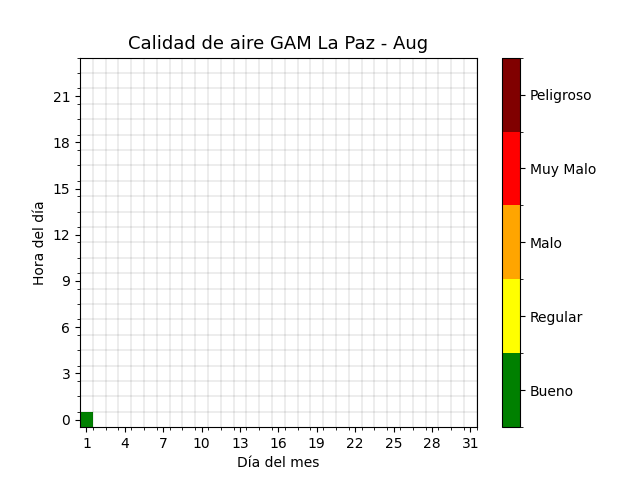 Calidad de aire GAM La Paz - Aug
Hora del día
21
18
15
12
9
6
3
0
1 4 7 10 13 16 19 22 25 28 31
Día del mes
Peligroso
Muy Malo
Malo
Regular
Bueno